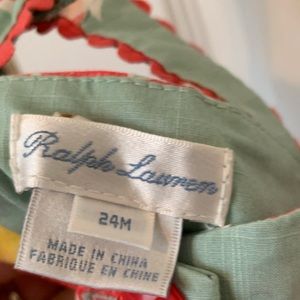 Ralph Lauren
24M
MADE IN CHINA
FABRIQUÉ EN CHINE